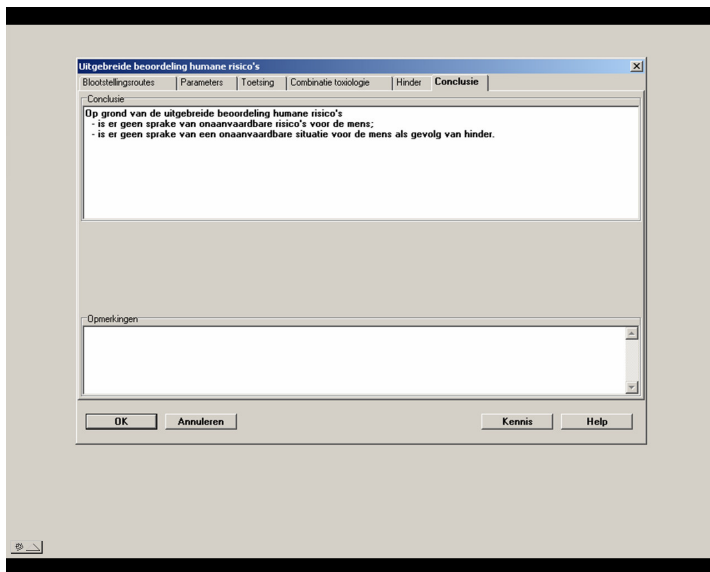 Uitgebreide beoordeling humane risico's
Blootstellingsroutes Parameters Toetsing Combinatie toxiologie Hinder Conclusie
Conclusie
Op grond van de uitgebreide beoordeling humane risico's
- is er geen sprake van onaanvaardbare risico's voor de mens;
- is er geen sprake van een onaanvaardbare situatie voor de mens als gevolg van hinder.
Opmerkingen
OK Annuleren Kennis Help